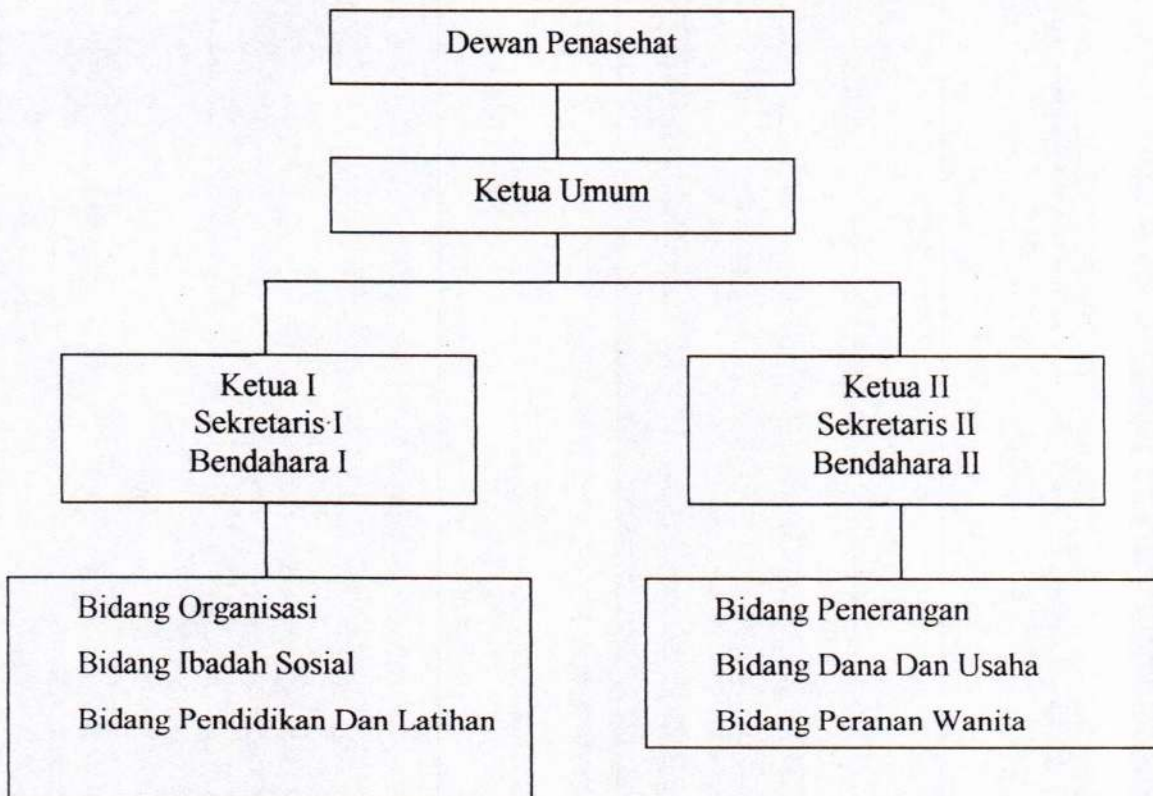 Dewan Penasehat
Ketua Umum
Ketua I
Sekretaris I
Bendahara I
Ketua II
Sekretaris II
Bendahara II
Bidang Organisasi
Bidang Ibadah Sosial
Bidang Pendidikan Dan Latihan
Bidang Penerangan
Bidang Dana Dan Usaha
Bidang Peranan Wanita